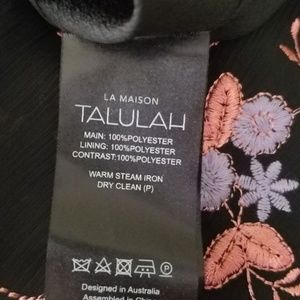 LA MAISON
TALULAH
MAIN: 100%POLYESTER
LINING: 100%POLYESTER
CONTRAST:100%POLYESTER
WARM STEAM IRON
DRY CLEAN (P)
P
Designed in Australia
Assembled in